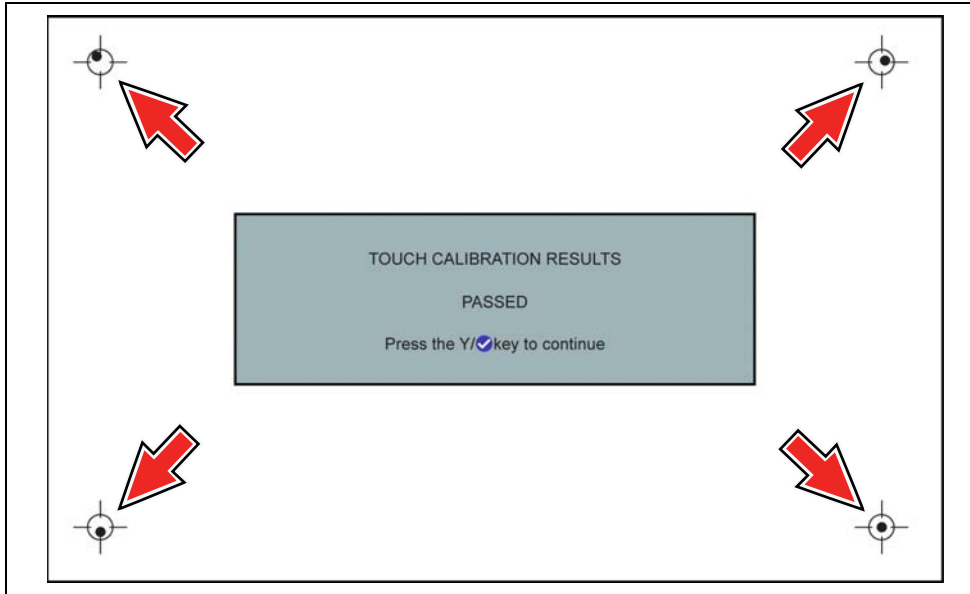 TOUCH CALIBRATION RESULTS
PASSED
Press the Y/✔key to continue